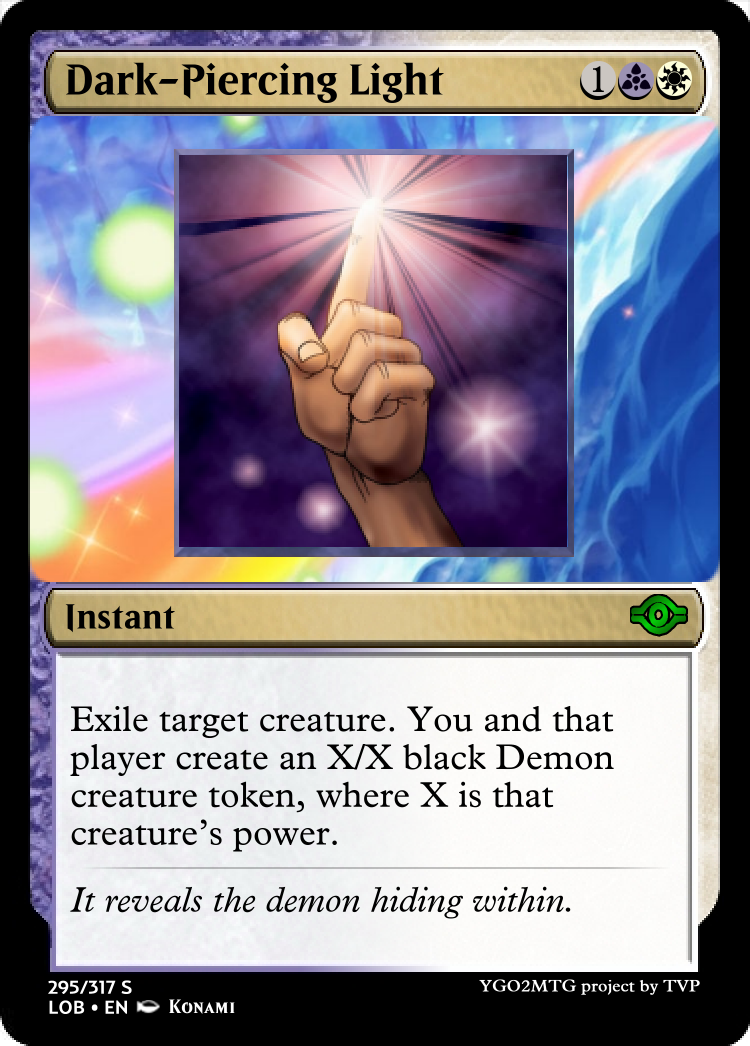 Dark-Piercing Light 1
Instant
Exile target creature. You and that
player create an X/X black Demon
creature token, where X is that
creature's power.
It reveals the demon hiding within.
295/317 S
LOB • EN KONAMI
YGO2MTG project by TVP